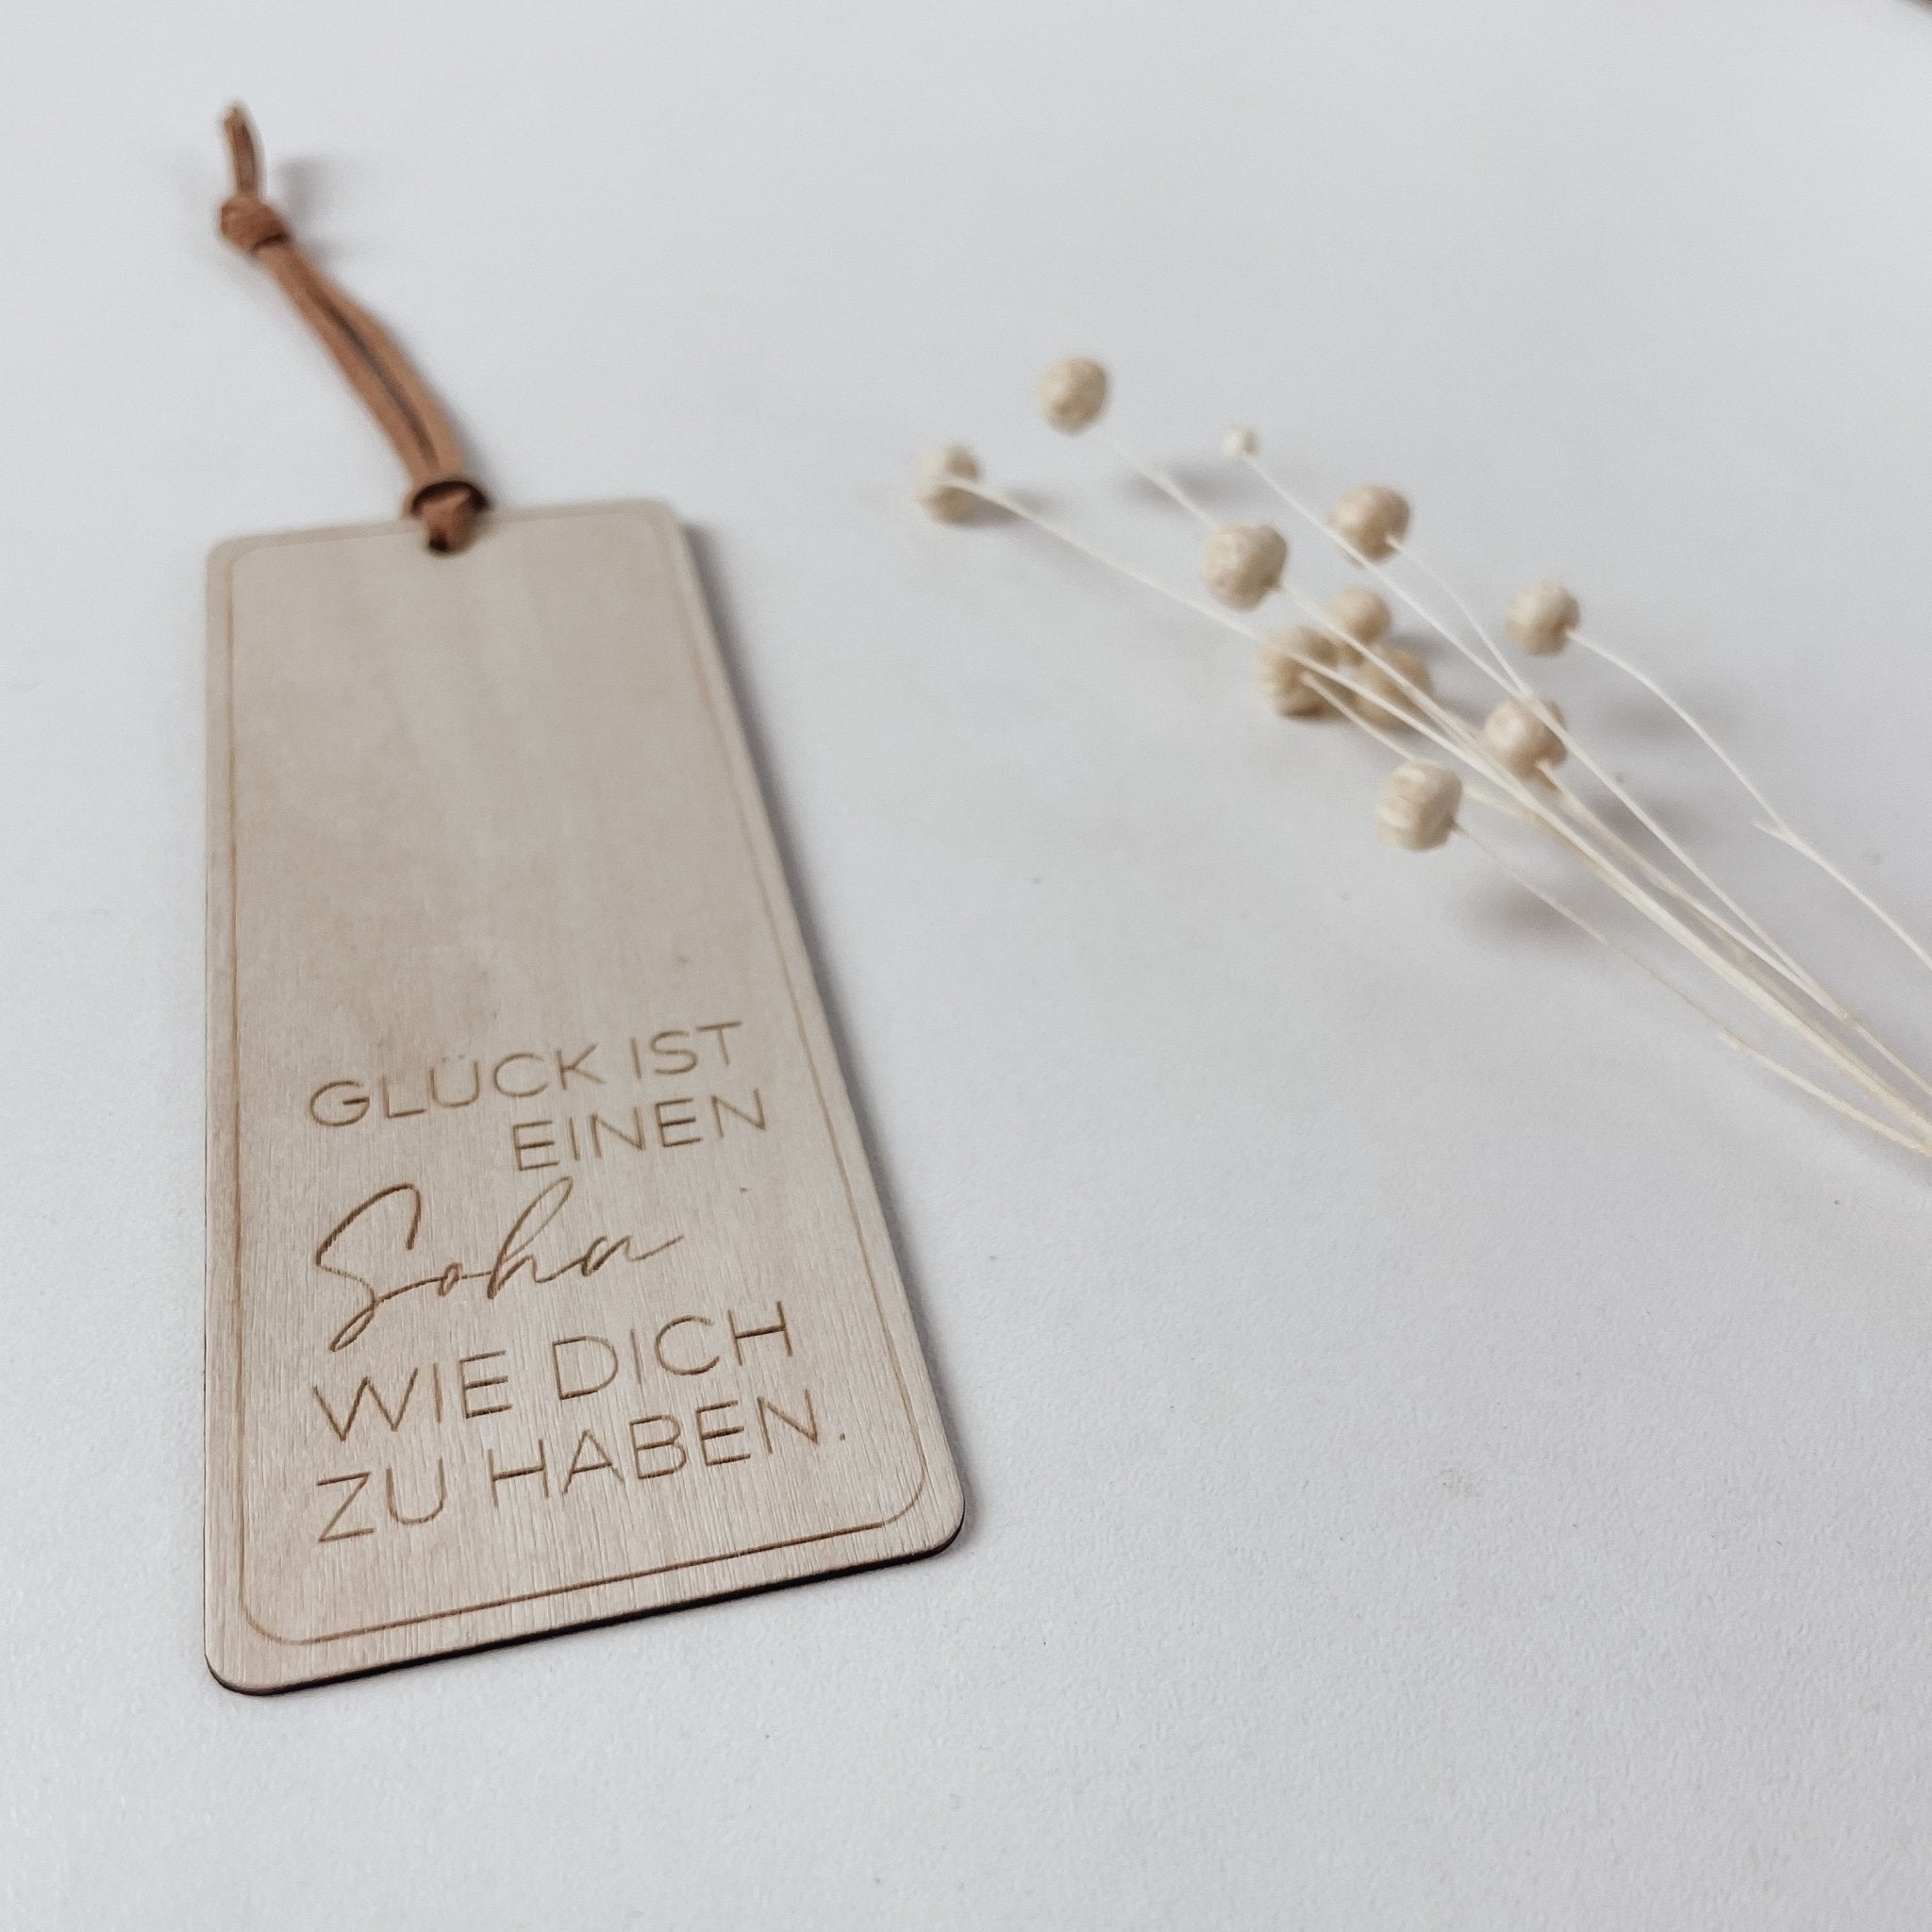 GLÜCK IST
EINEN
Sohn
WIE DICH
ZU HABEN.